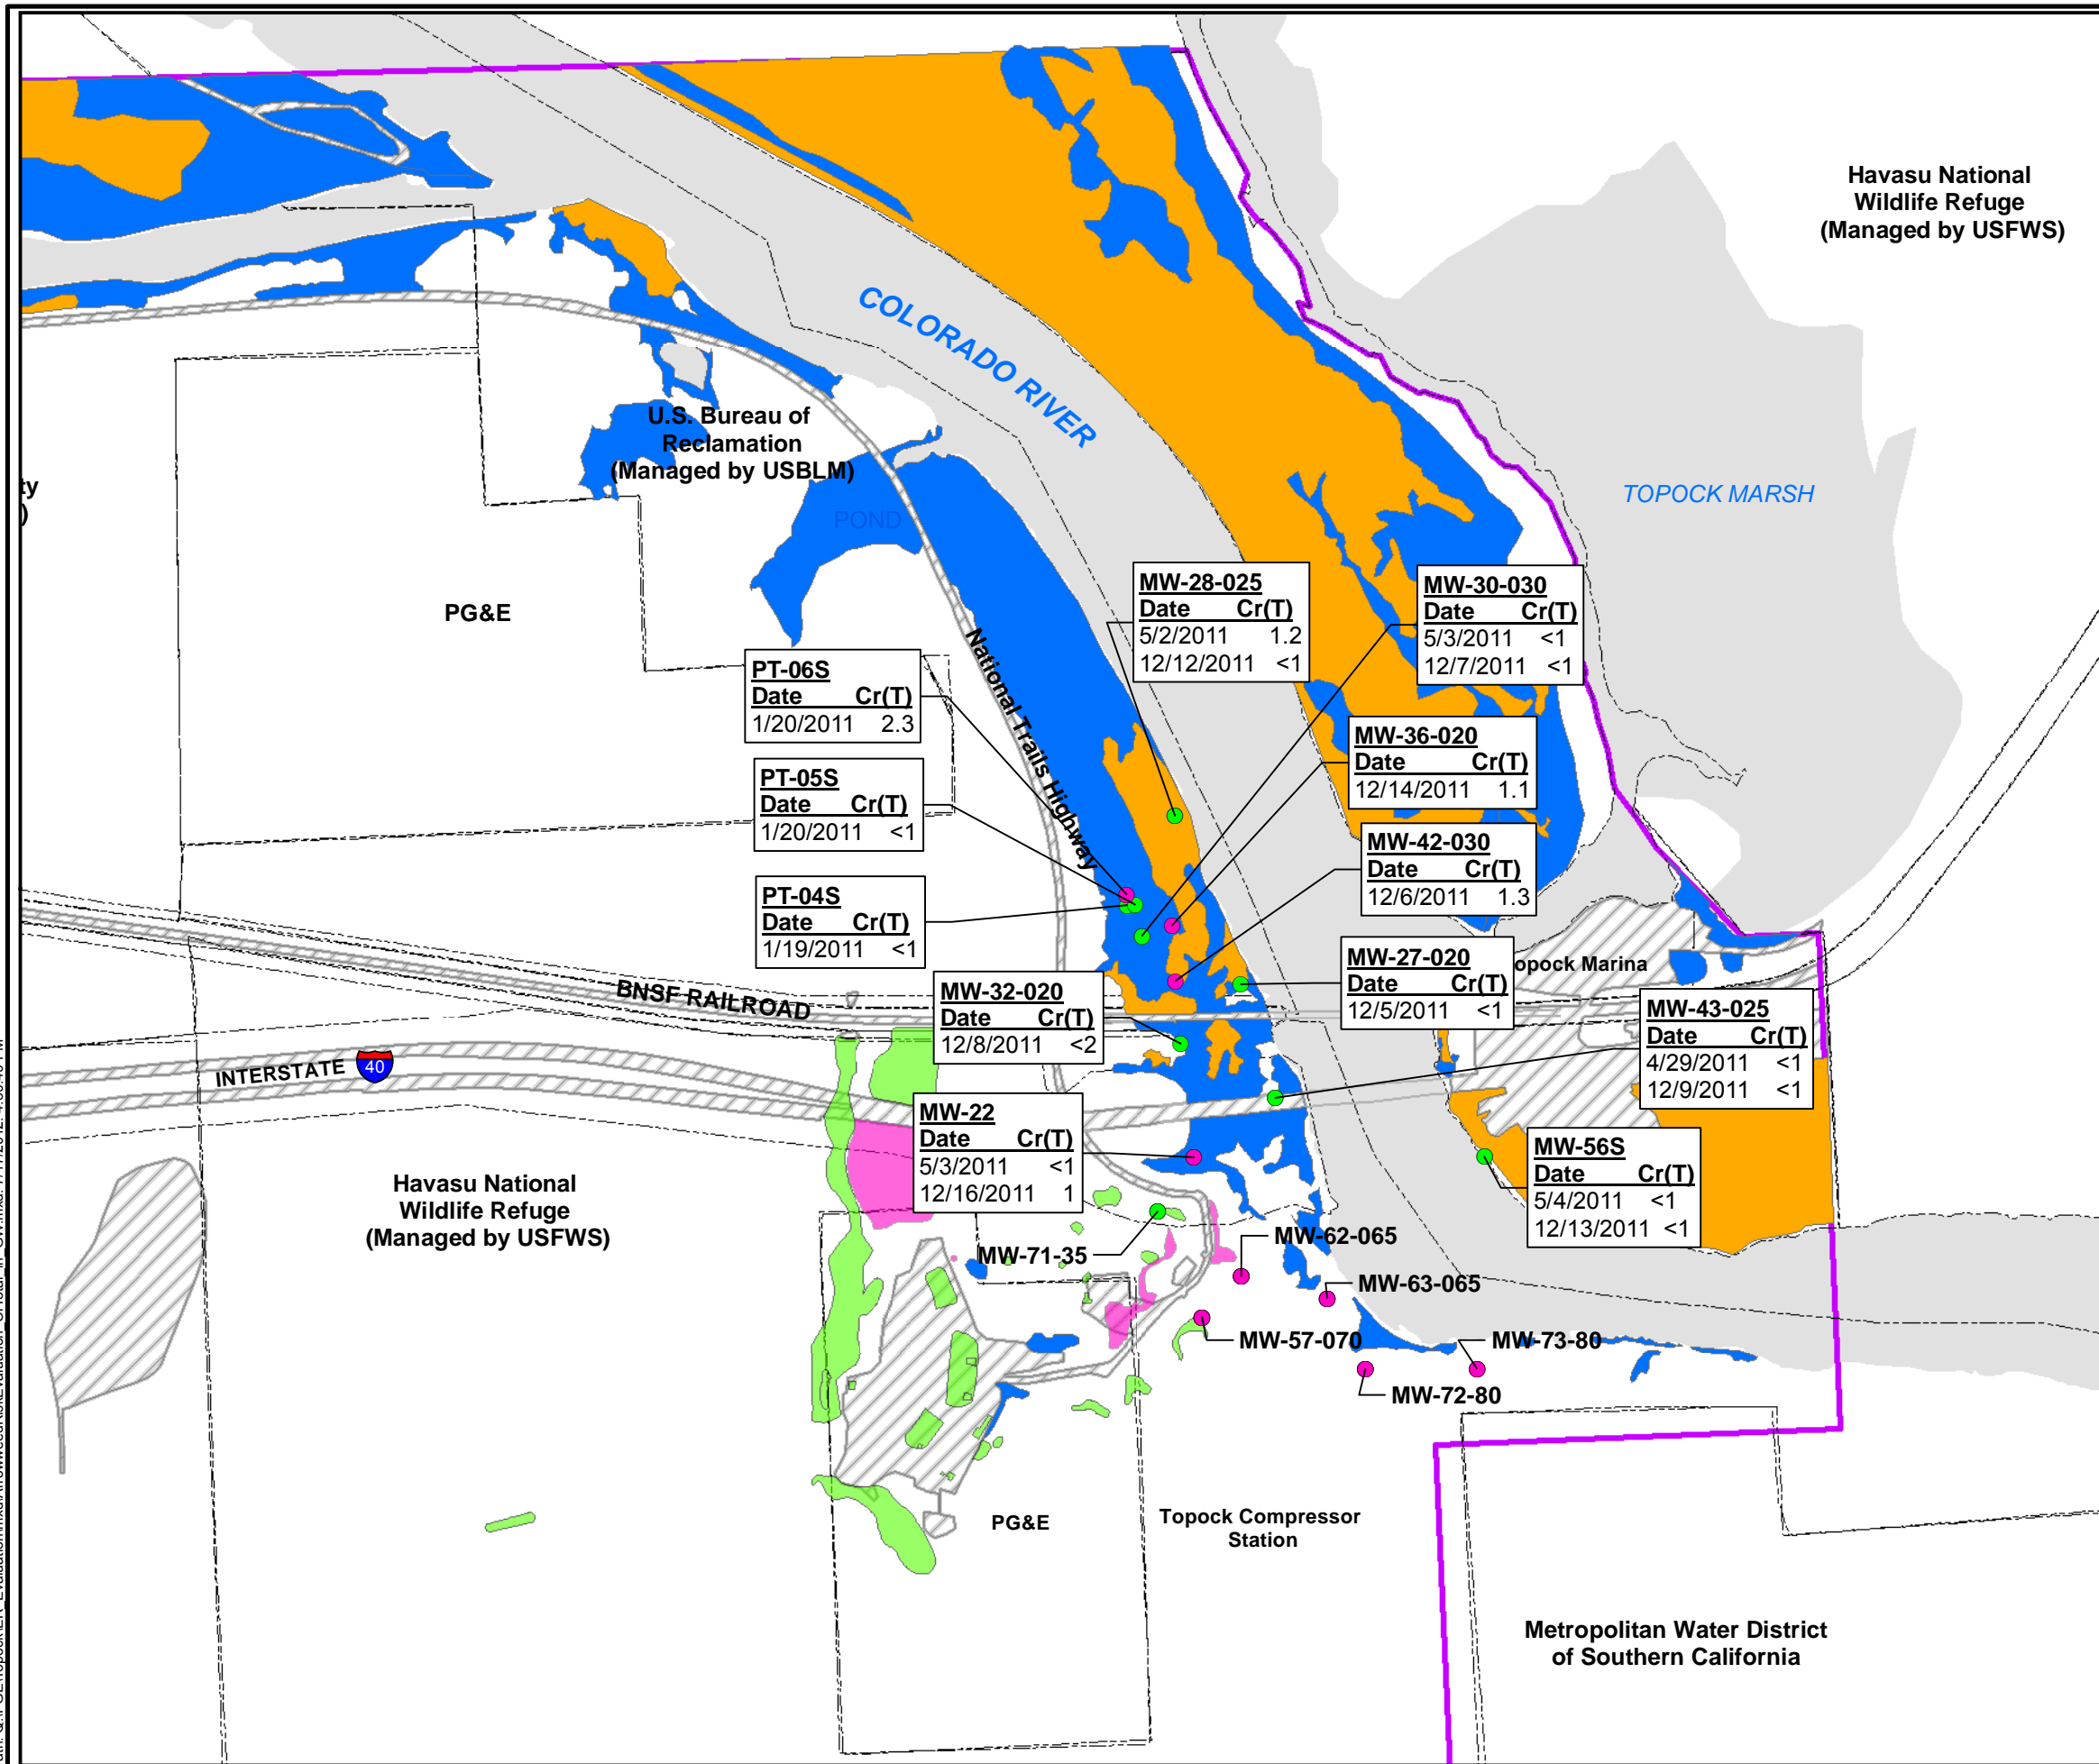 Havasu National
Wildlife Refuge
(Managed by USFWS)
COLORADO RIVER
U.S. Bureau of
Reclamation
(Managed by USBLM)
ty
)
TOPOCK MARSH
POND
PG&E
National Trails Highway
MW-28-025
Date Cr(T)
5/2/2011 1.2
12/12/2011 <1
MW-30-030
Date Cr(T)
5/3/2011 <1
12/7/2011 <1
PT-06S
Date Cr(T)
1/20/2011 2.3
MW-36-020
Date Cr(T)
12/14/2011 1.1
PT-05S
Date Cr(T)
1/20/2011 <1
MW-42-030
Date Cr(T)
12/6/2011 1.3
PT-04S
Date Cr(T)
1/19/2011 <1
MW-27-020
Date Cr(T)
12/5/2011 <1
opock Marina
MW-32-020
Date Cr(T)
12/8/2011 <2
BNSF RAILROAD
MW-43-025
Date Cr(T)
4/29/2011 <1
12/9/2011 <1
INTERSTATE 40
MW-22
Date Cr(T)
5/3/2011 <1
12/16/2011 1
MW-56S
Date Cr(T)
5/4/2011 <1
12/13/2011 <1
Havasu National
Wildlife Refuge
(Managed by USFWS)
MW-71-35
MW-62-065
MW-63-065
MW-57-070
MW-73-80
MW-72-80
PG&E
Topock Compressor
Station
Metropolitan Water District
of Southern California